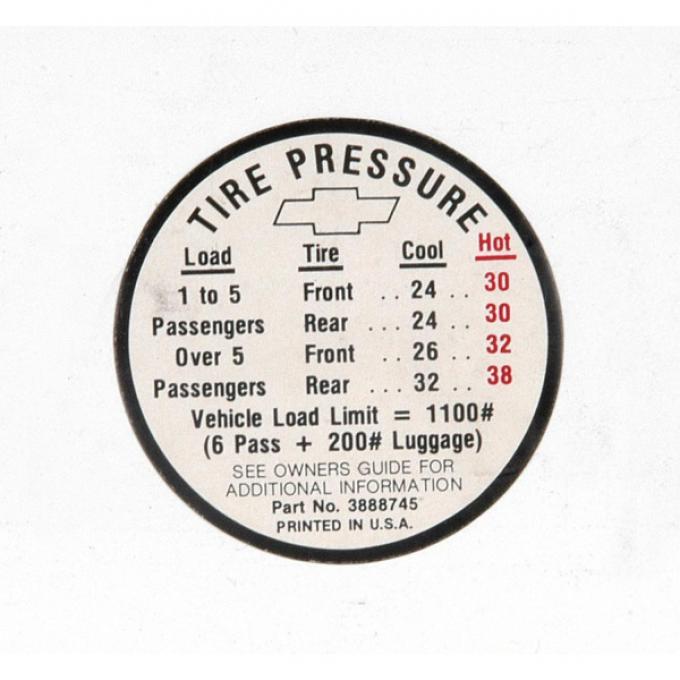 TIRE PRESSURE
Load Tire Cool Hot
1 to 5 Front .. 24 .. 30
Passengers Rear ... 24 .. 30
Over 5 Front .. 26 .. 32
Passengers Rear ... 32 .. 38
Vehicle Load Limit = 1100#
(6 Pass + 200# Luggage)
SEE OWNERS GUIDE FOR
ADDITIONAL INFORMATION
Part No. 3888745
PRINTED IN U.S.A.